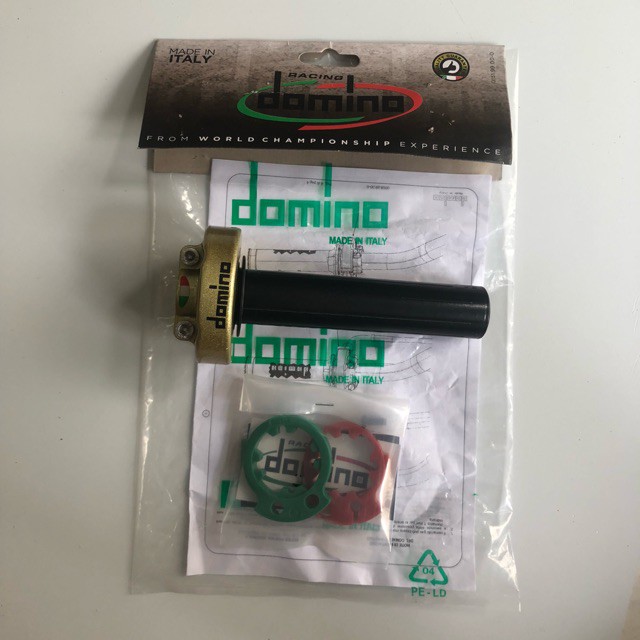 MADE IN
ITALY
RACING
domino
FROM WORLD CHAMPIONSHIP EXPERIENCE
domino
MADE IN ITALY
domino
domino
MADE IN ITALY
RACING
domino
04
PE-LD